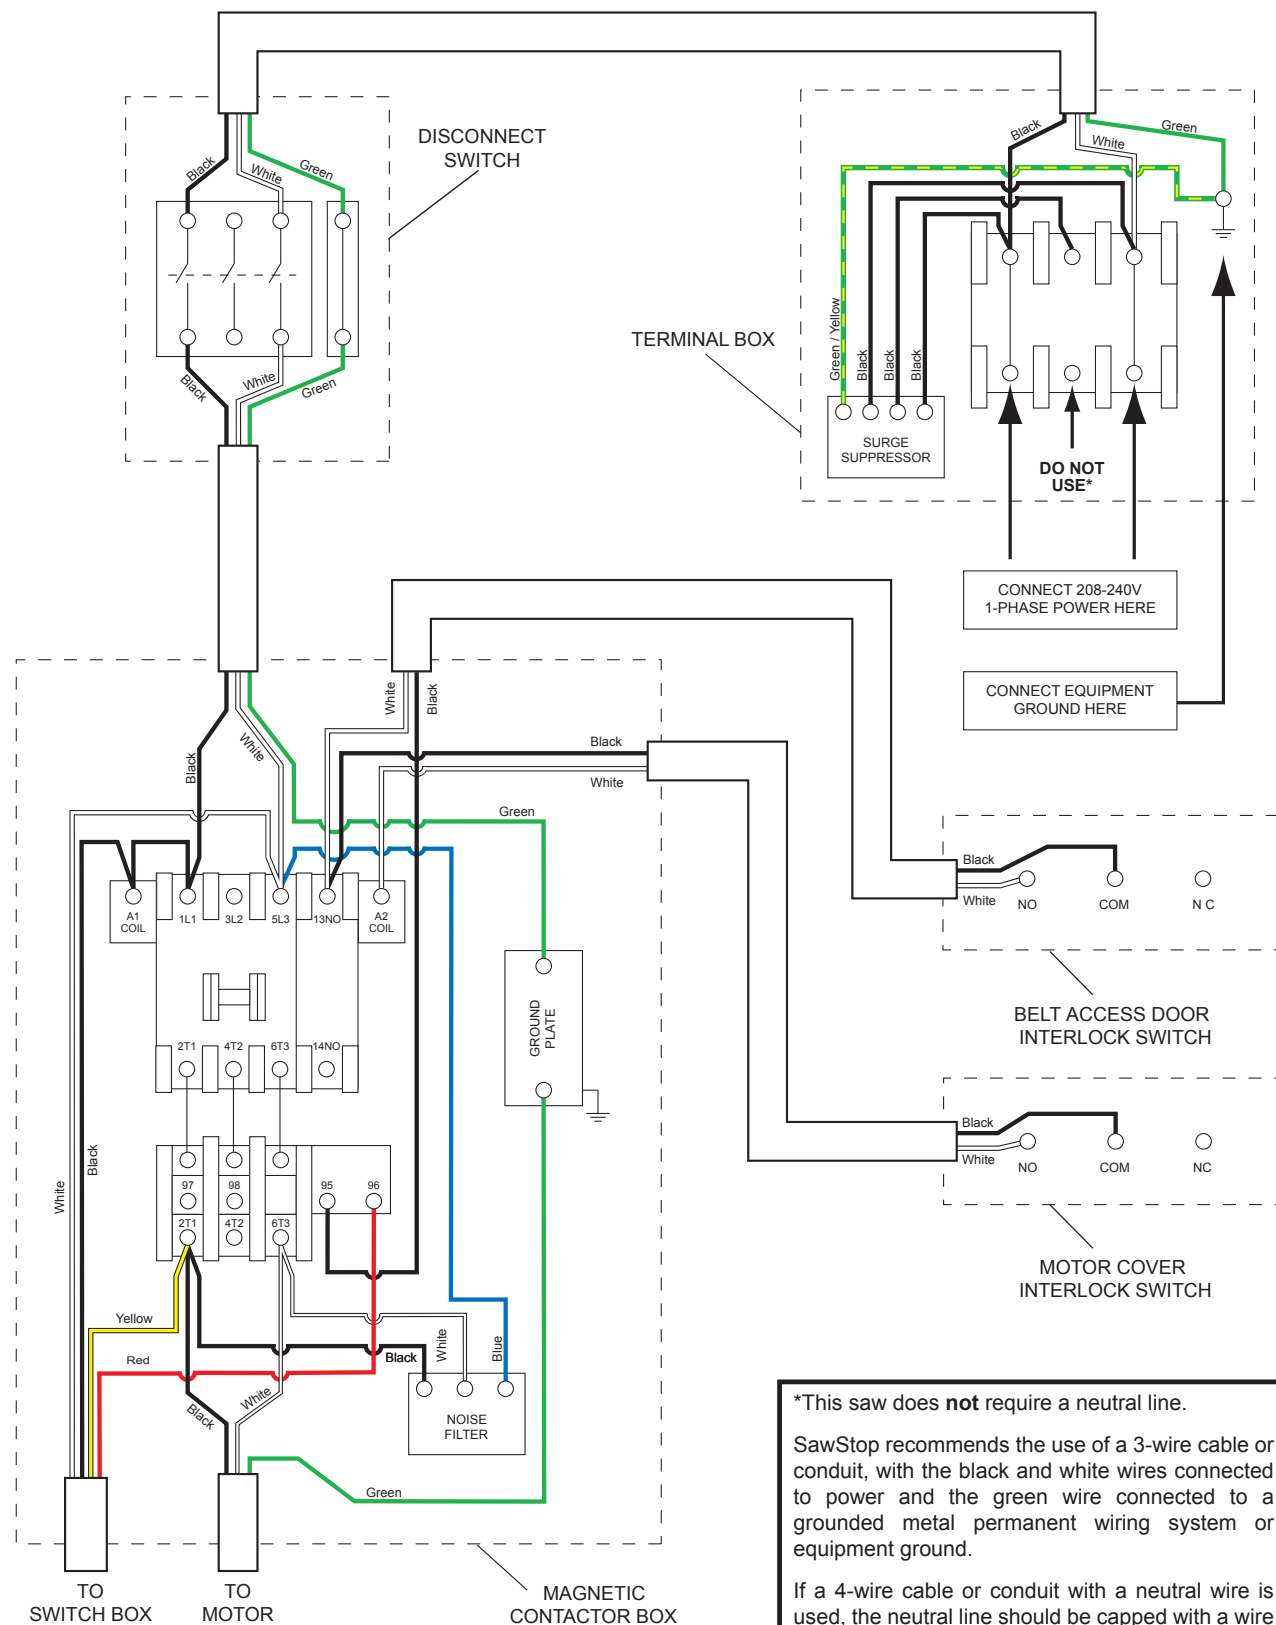 DISCONNECT
SWITCH
Black
White
Green
Black
White
Green
Black
White
Green
TERMINAL BOX
Green / Yellow
Black
Black
Black
SURGE
SUPPRESSOR
DO NOT
USE*
CONNECT 208-240V
1-PHASE POWER HERE
CONNECT EQUIPMENT
GROUND HERE
White
Black
Black
White
Black
White
Green
A1
COIL
1L1
3L2
5L3
13NO
A2
COIL
2T1
4T2
6T3
14NO
GROUND
PLATE
Black
White
NO
COM
N C
BELT ACCESS DOOR
INTERLOCK SWITCH
Black
White
NO
COM
NC
MOTOR COVER
INTERLOCK SWITCH
White
Black
97
98
95
96
2T1
4T2
6T3
Yellow
Red
Black
White
Blue
Black
White
NOISE
FILTER
Green
TO
SWITCH BOX
TO
MOTOR
MAGNETIC
CONTACTOR BOX
*This saw does not require a neutral line.
SawStop recommends the use of a 3-wire cable or
conduit, with the black and white wires connected
to power and the green wire connected to a
grounded metal permanent wiring system or
equipment ground.
If a 4-wire cable or conduit with a neutral wire is
used, the neutral line should be capped with a wire